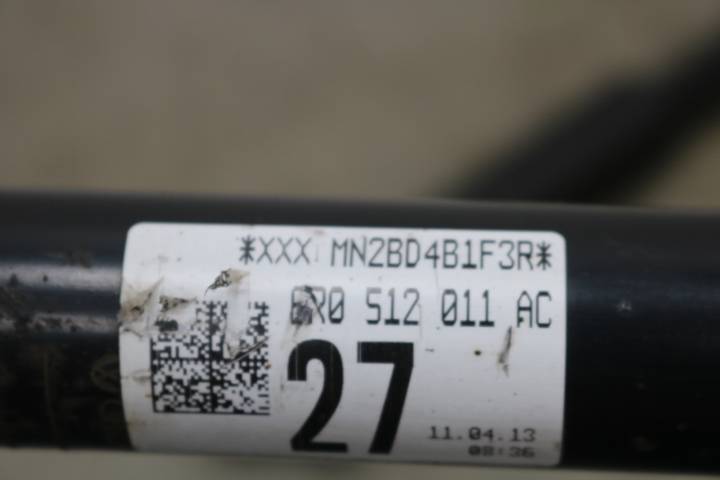 *XXX MN2BD4B1F3R*
6R0 512 011 AC
27
11.04.13
08:36